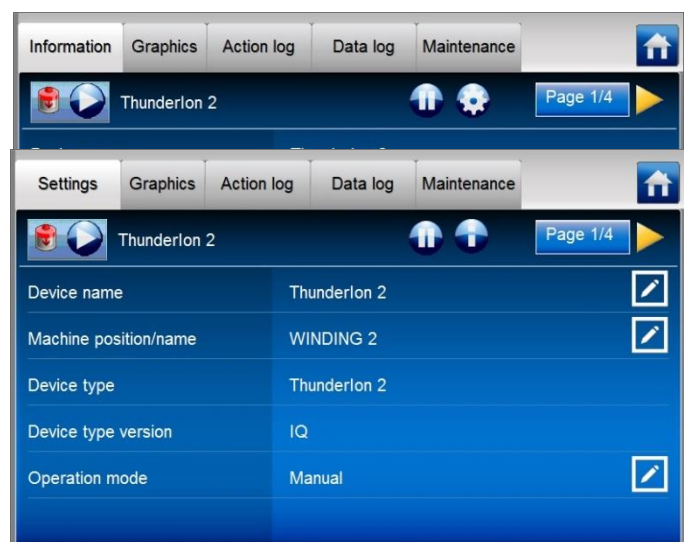 Information Graphics Action log Data log Maintenance
ThunderIon 2 Page 1/4
Settings Graphics Action log Data log Maintenance
ThunderIon 2 Page 1/4
Device name ThunderIon 2
Machine position/name WINDING 2
Device type ThunderIon 2
Device type version IQ
Operation mode Manual